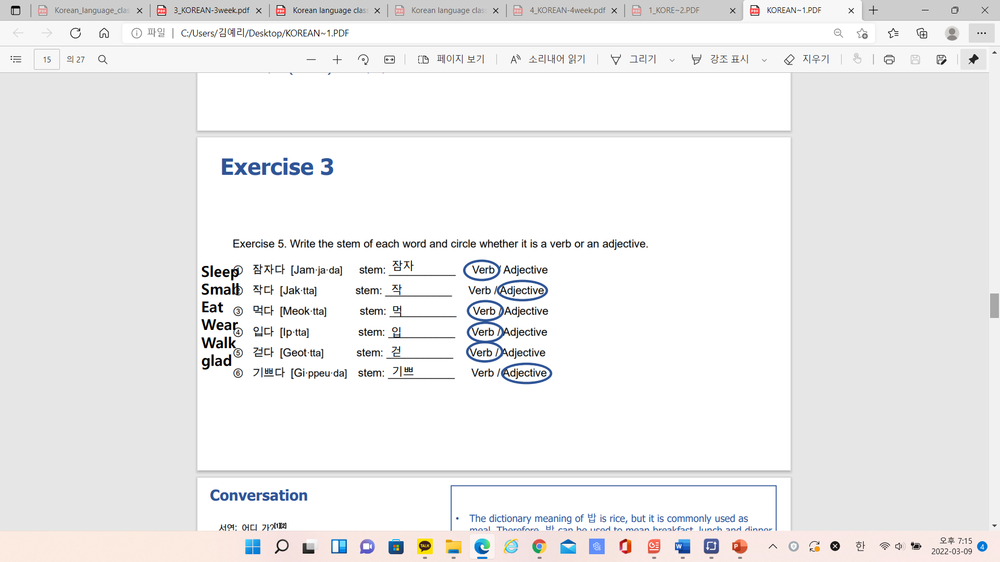 Korean_language_clas
3_KOREAN-3week.pdf
Korean language clas
Korean language clas
4_KOREAN-4week.pdf
1_KORE~2.PDF
KOREAN~1.PDF
파일 C:/Users/김예리/Desktop/KOREAN~1.PDF
15 의 27 페이지 보기 소리내어 읽기 그리기 강조 표시 지우기
Exercise 3
Exercise 5. Write the stem of each word and circle whether it is a verb or an adjective.
Sleep ① 잠자다 [Jam·ja·da] stem: 잠자 Verb / Adjective
Small ② 작다 [Jak·tta] stem: 작 Verb / Adjective
Eat ③ 먹다 [Meok·tta] stem: 먹 Verb / Adjective
Wear ④ 입다 [Ip·tta] stem: 입 Verb / Adjective
Walk ⑤ 걷다 [Geot·tta] stem: 걷 Verb / Adjective
glad ⑥ 기쁘다 [Gi·ppeu·da] stem: 기쁘 Verb / Adjective
Conversation
서연: 어디 가?[1][2]
• The dictionary meaning of 밥 is rice, but it is commonly used as
meal. Therefore, 밥 can be used to mean breakfast, lunch and dinner
TALK
한
오후 7:15
2022-03-09
4